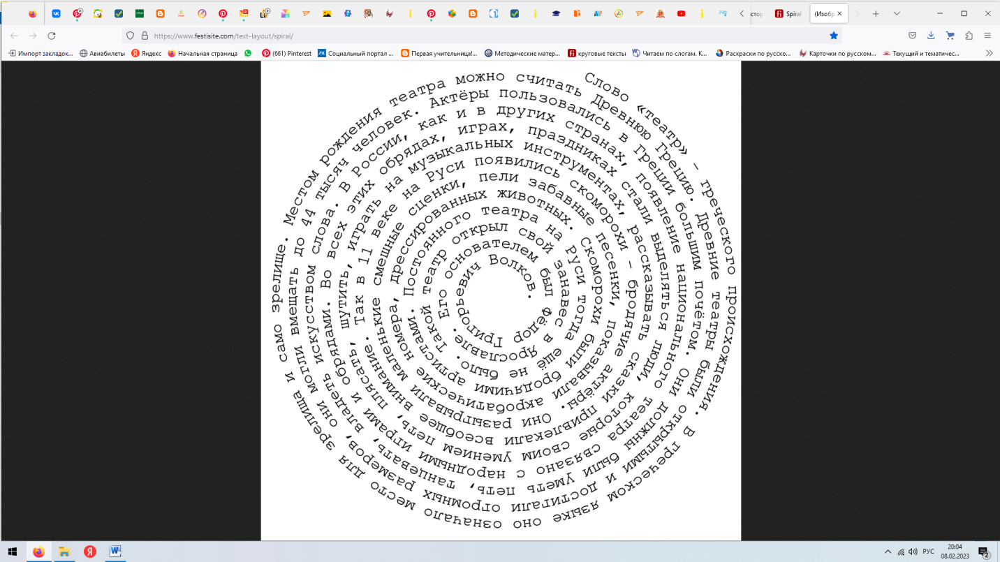 стор
Spiral
(Изобр
https://www.festisite.com/text-layout/spiral/
Импорт закладок...
Авиабилеты
Яндекс
Начальная страница
(661) Pinterest
Социальный портал ...
Первая учительница!...
Методические матер...
круговые тексты
Читаем по слогам. К...
Раскраски по русско...
Карточки по русском...
Текущий и тематичес...
Слово «театр» – греческого происхождения. В греческом языке оно означало место для зрелища и само зрелище. Местом рождения театра можно считать Древнюю Грецию. Древние театры были открытыми и достигали огромных размеров, они могли вмещать до 44 тысяч человек. Актёры пользовались в Греции большим почётом. Они должны были уметь петь, танцевать, владеть искусством слова. В России, как и в других странах, появление национального театра связано с народными играми и обрядами. Во всех этих обрядах, играх, праздниках стали выделяться люди, которые своим умением петь, плясать, шутить, играть на музыкальных инструментах, рассказывать сказки привлекали всеобщее внимание. Так в 11 веке на Руси появились скоморохи – бродячие актёры. Они разыгрывали маленькие смешные сценки, пели забавные песенки, показывали акробатические номера, дрессированных животных. Скоморохи были бродячими артистами. Постоянного театра на Руси тогда ещё не было. Такой театр открыл свой занавес в Ярославле. Его основателем был Фёдор Григорьевич Волков.
РУС
20:04
08.02.2023
2